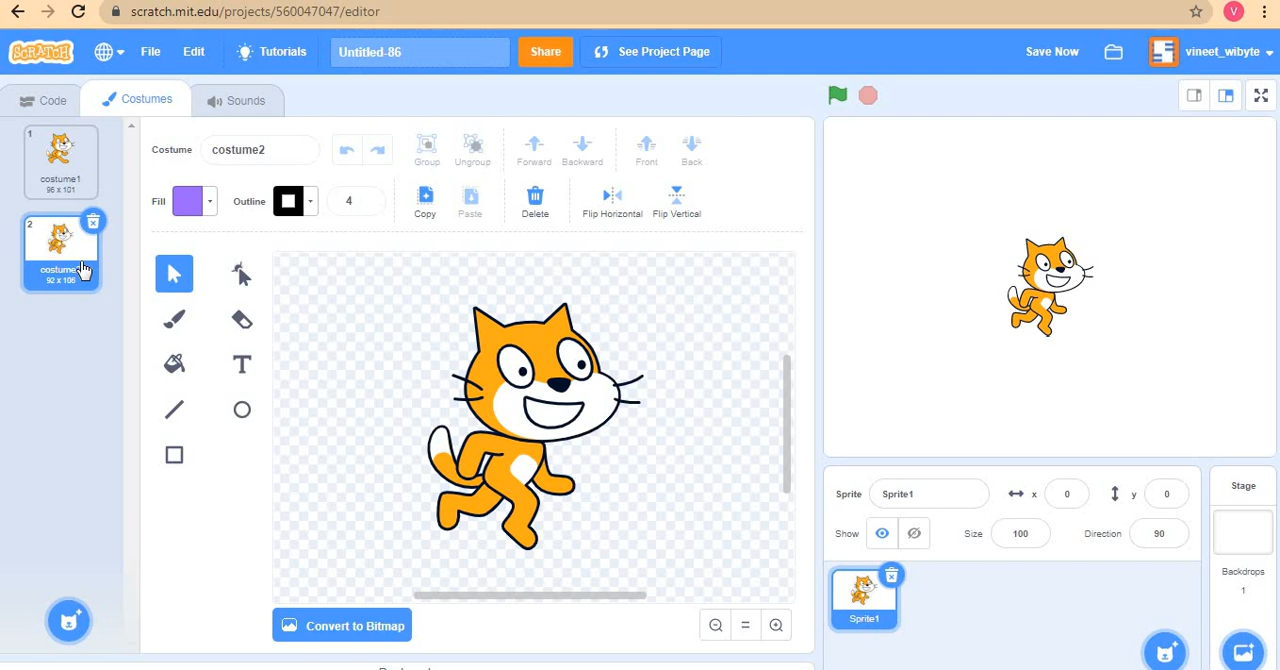 scratch.mit.edu/projects/560047047/editor
V
SCRATCH
File
Edit
Tutorials
Untitled-86
Share
See Project Page
Save Now
vineet_wibyte
Code
Costumes
Sounds
1
costume1
96 x 101
2
92 x 106
Costume
costume2
Group
Ungroup
Forward
Backward
Front
Back
Fill
Outline
4
Copy
Paste
Delete
Flip Horizontal
Flip Vertical
T
Convert to Bitmap
Sprite
Sprite1
x
0
y
0
Show
Size
100
Direction
90
Sprite1
Stage
Backdrops
1